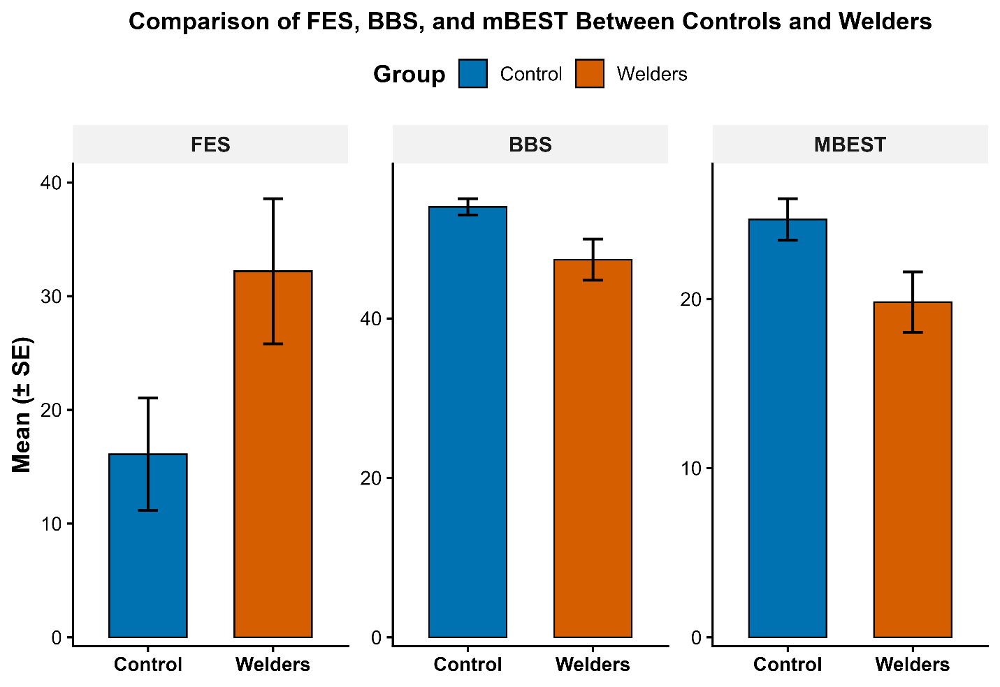 Comparison of FES, BBS, and mBEST Between Controls and Welders
Group Control Welders
FES BBS MBEST
Mean (± SE)
40
30
20
10
0
40
20
0
20
10
0
Control Welders Control Welders Control Welders